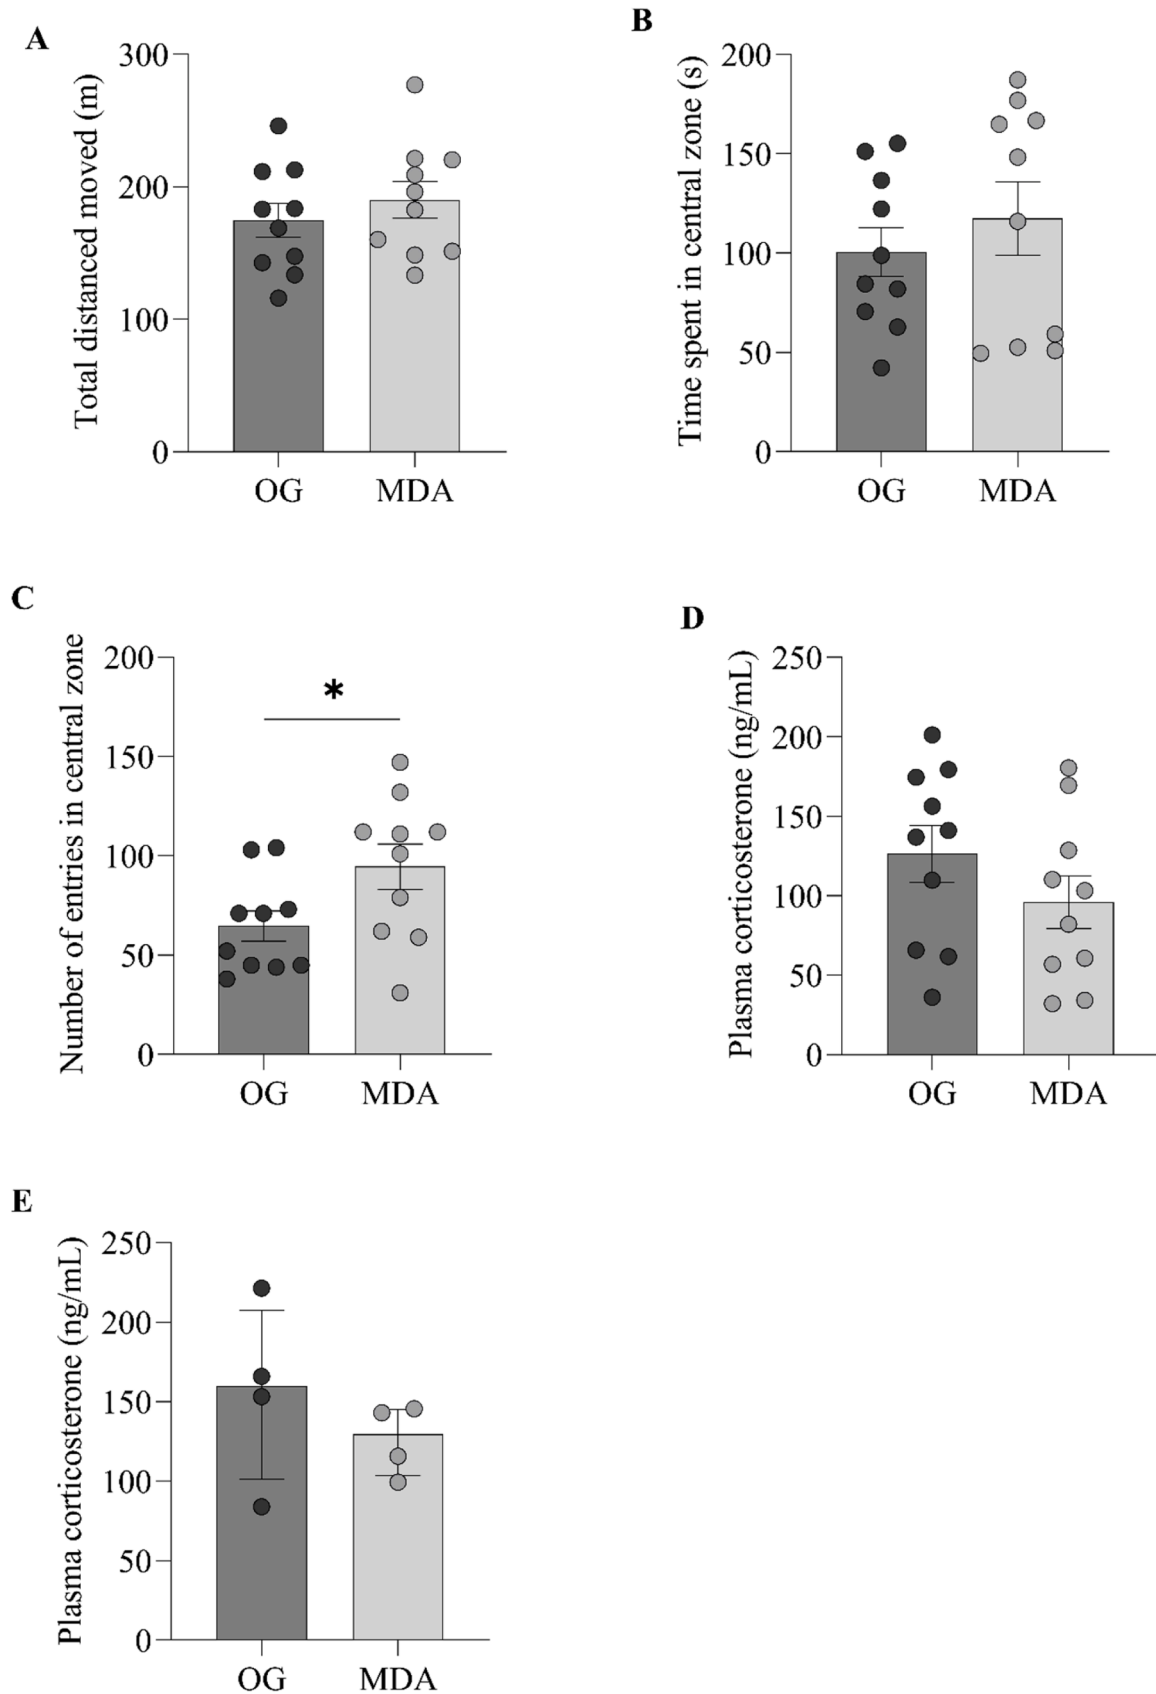 A
Total distanced moved (m)
300
200
100
0
OG MDA
B
Time spent in central zone (s)
200
150
100
50
0
OG MDA
C
Number of entries in central zone
200
150
100
50
0
*
OG MDA
D
Plasma corticosterone (ng/mL)
250
200
150
100
50
0
OG MDA
E
Plasma corticosterone (ng/mL)
250
200
150
100
50
0
OG MDA